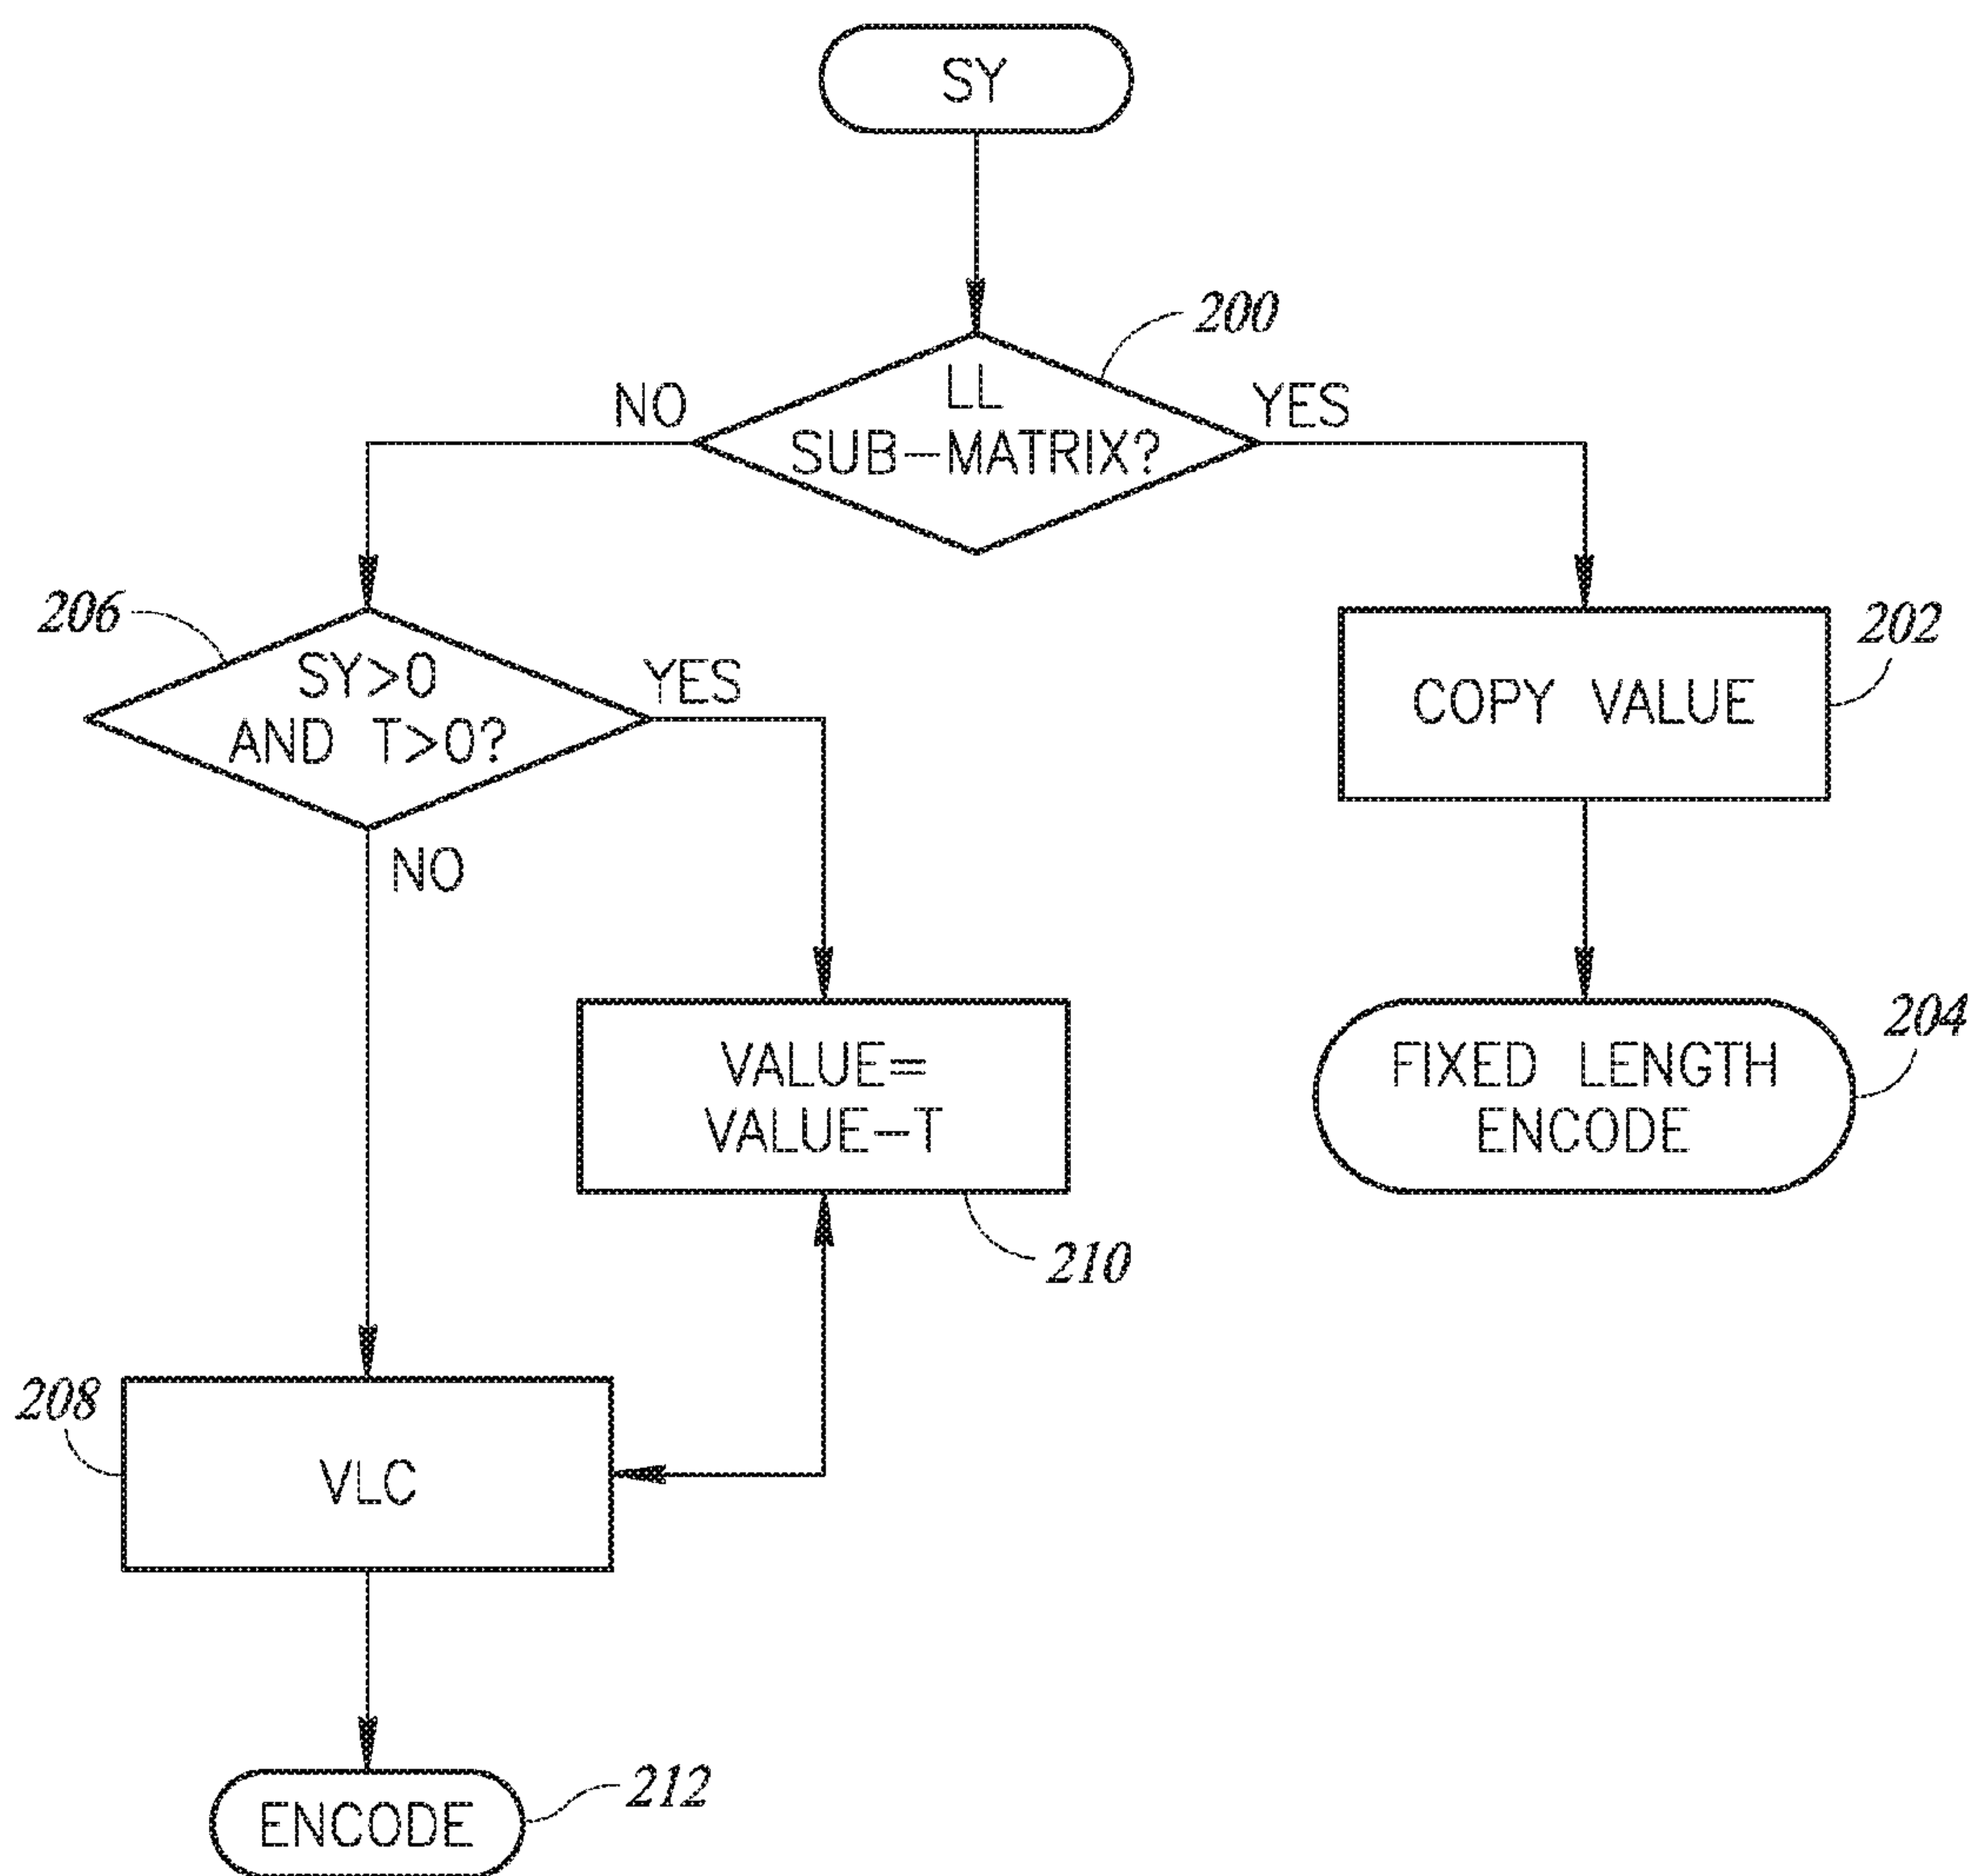 SY
200
LL
SUB-MATRIX?
NO
YES
206
SY>0
AND T>0?
YES
NO
202
COPY VALUE
VALUE=
VALUE-T
210
204
FIXED LENGTH
ENCODE
208
VLC
ENCODE
212